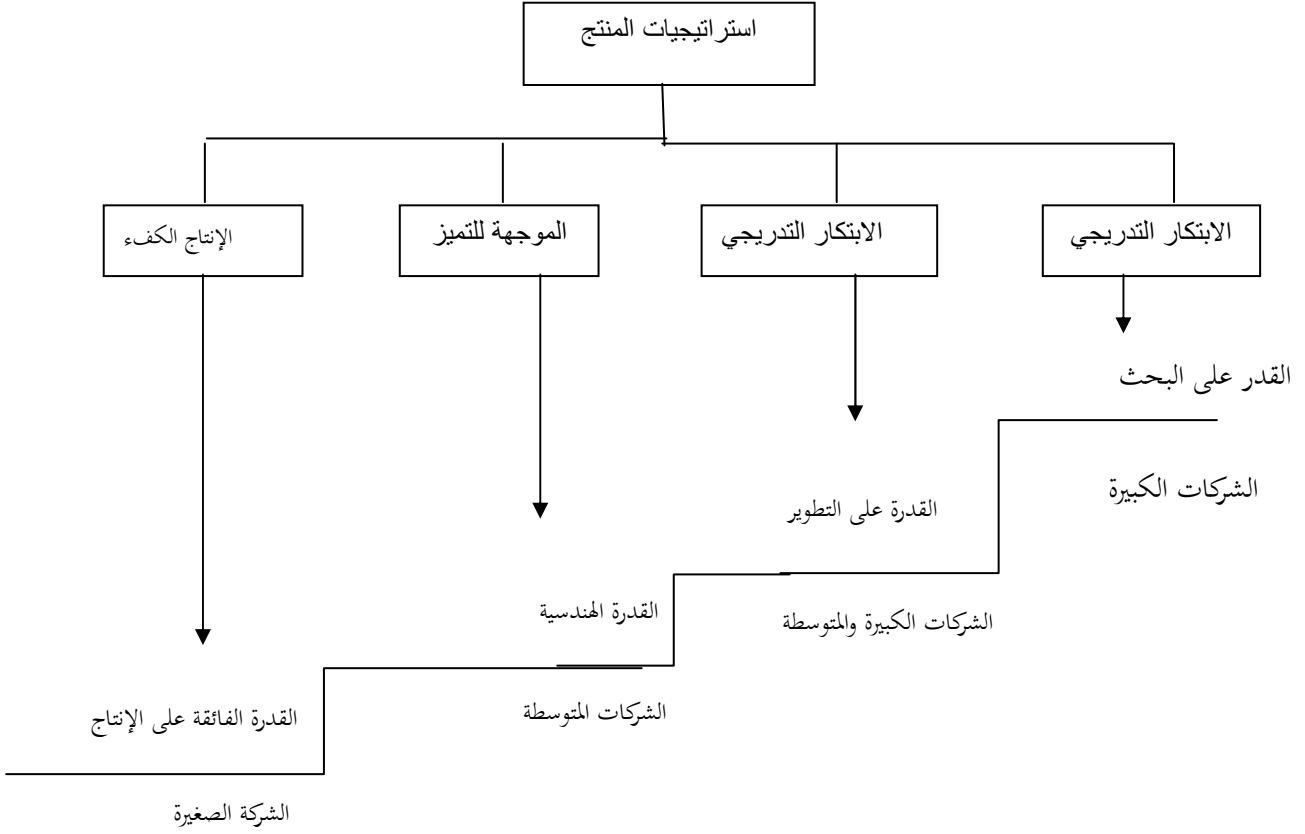 استراتيجيات المنتج
الابتكار التدريجي
الابتكار التدريجي
الموجهة للتميز
الإنتاج الكفء
القدر على البحث
الشركات الكبيرة
القدرة على التطوير
الشركات الكبيرة والمتوسطة
القدرة الهندسية
الشركات المتوسطة
القدرة الفائقة على الإنتاج
الشركة الصغيرة